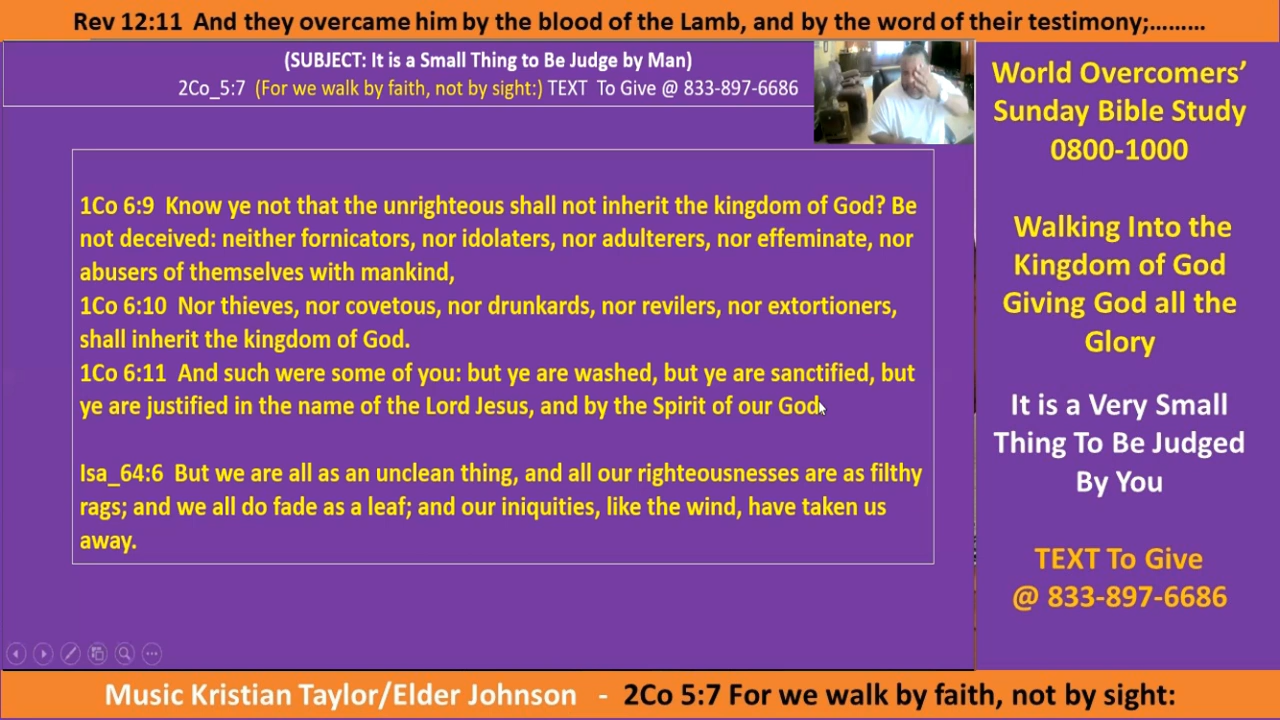 Rev 12:11 And they overcame him by the blood of the Lamb, and by the word of their testimony;………
(SUBJECT: It is a Small Thing to Be Judge by Man)
2Co_5:7 (For we walk by faith, not by sight:) TEXT To Give @ 833-897-6686
1Co 6:9 Know ye not that the unrighteous shall not inherit the kingdom of God? Be
not deceived: neither fornicators, nor idolaters, nor adulterers, nor effeminate, nor
abusers of themselves with mankind,
1Co 6:10 Nor thieves, nor covetous, nor drunkards, nor revilers, nor extortioners,
shall inherit the kingdom of God.
1Co 6:11 And such were some of you: but ye are washed, but ye are sanctified, but
ye are justified in the name of the Lord Jesus, and by the Spirit of our God.
Isa_64:6 But we are all as an unclean thing, and all our righteousnesses are as filthy
rags; and we all do fade as a leaf; and our iniquities, like the wind, have taken us
away.
World Overcomers’
Sunday Bible Study
0800-1000
Walking Into the
Kingdom of God
Giving God all the
Glory
It is a Very Small
Thing To Be Judged
By You
TEXT To Give
@ 833-897-6686
Music Kristian Taylor/Elder Johnson - 2Co 5:7 For we walk by faith, not by sight: